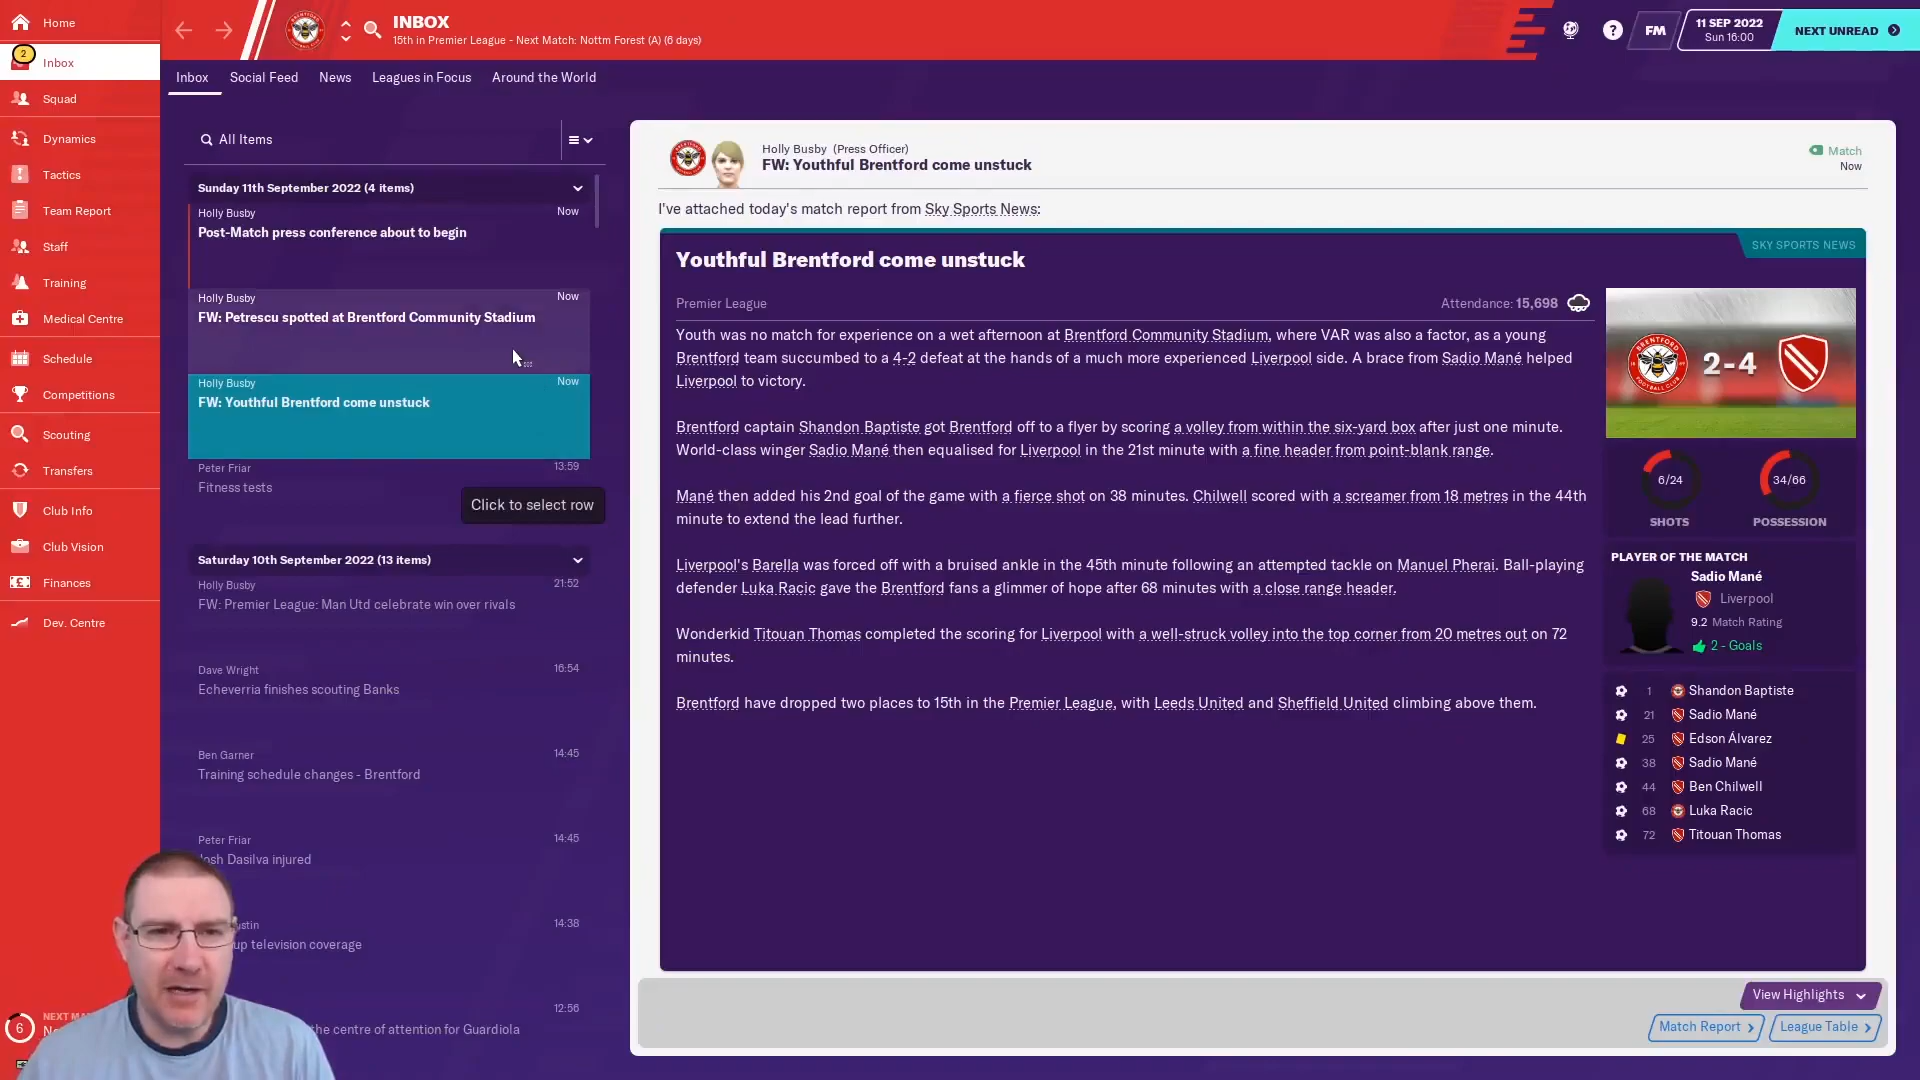 Home
2
Inbox
Squad
Dynamics
Tactics
Team Report
Staff
Training
Medical Centre
Schedule
Competitions
Scouting
Transfers
Club Info
Club Vision
Finances
Dev. Centre
6
NEXT
INBOX
15th in Premier League - Next Match: Nottm Forest (A) (6 days)
?
FM
11 SEP 2022
Sun 16:00
NEXT UNREAD
Inbox
Social Feed
News
Leagues in Focus
Around the World
All Items
Sunday 11th September 2022 (4 items)
Holly Busby
Now
Post-Match press conference about to begin
Holly Busby
Now
FW: Petrescu spotted at Brentford Community Stadium
Holly Busby
Now
FW: Youthful Brentford come unstuck
Peter Friar
13:59
Fitness tests
Click to select row
Saturday 10th September 2022 (13 items)
Holly Busby
21:52
FW: Premier League: Man Utd celebrate win over rivals
Dave Wright
16:54
Echeverria finishes scouting Banks
Ben Garner
14:45
Training schedule changes - Brentford
Peter Friar
14:45
Josh Dasilva injured
14:38
up television coverage
12:56
the centre of attention for Guardiola
Holly Busby (Press Officer)
FW: Youthful Brentford come unstuck
Match
Now
I've attached today's match report from Sky Sports News:
SKY SPORTS NEWS
Youthful Brentford come unstuck
Premier League
Attendance: 15,698
Youth was no match for experience on a wet afternoon at Brentford Community Stadium, where VAR was also a factor, as a young
Brentford team succumbed to a 4-2 defeat at the hands of a much more experienced Liverpool side. A brace from Sadio Mané helped
Liverpool to victory.
Brentford captain Shandon Baptiste got Brentford off to a flyer by scoring a volley from within the six-yard box after just one minute.
World-class winger Sadio Mané then equalised for Liverpool in the 21st minute with a fine header from point-blank range.
Mané then added his 2nd goal of the game with a fierce shot on 38 minutes. Chilwell scored with a screamer from 18 metres in the 44th
minute to extend the lead further.
Liverpool's Barella was forced off with a bruised ankle in the 45th minute following an attempted tackle on Manuel Pherai. Ball-playing
defender Luka Racic gave the Brentford fans a glimmer of hope after 68 minutes with a close range header.
Wonderkid Titouan Thomas completed the scoring for Liverpool with a well-struck volley into the top corner from 20 metres out on 72
minutes.
Brentford have dropped two places to 15th in the Premier League, with Leeds United and Sheffield United climbing above them.
2-4
6/24
SHOTS
34/66
POSSESSION
PLAYER OF THE MATCH
Sadio Mané
Liverpool
9.2 Match Rating
2 - Goals
1 Shandon Baptiste
21 Sadio Mané
25 Edson Álvarez
38 Sadio Mané
44 Ben Chilwell
68 Luka Racic
72 Titouan Thomas
View Highlights
Match Report
League Table